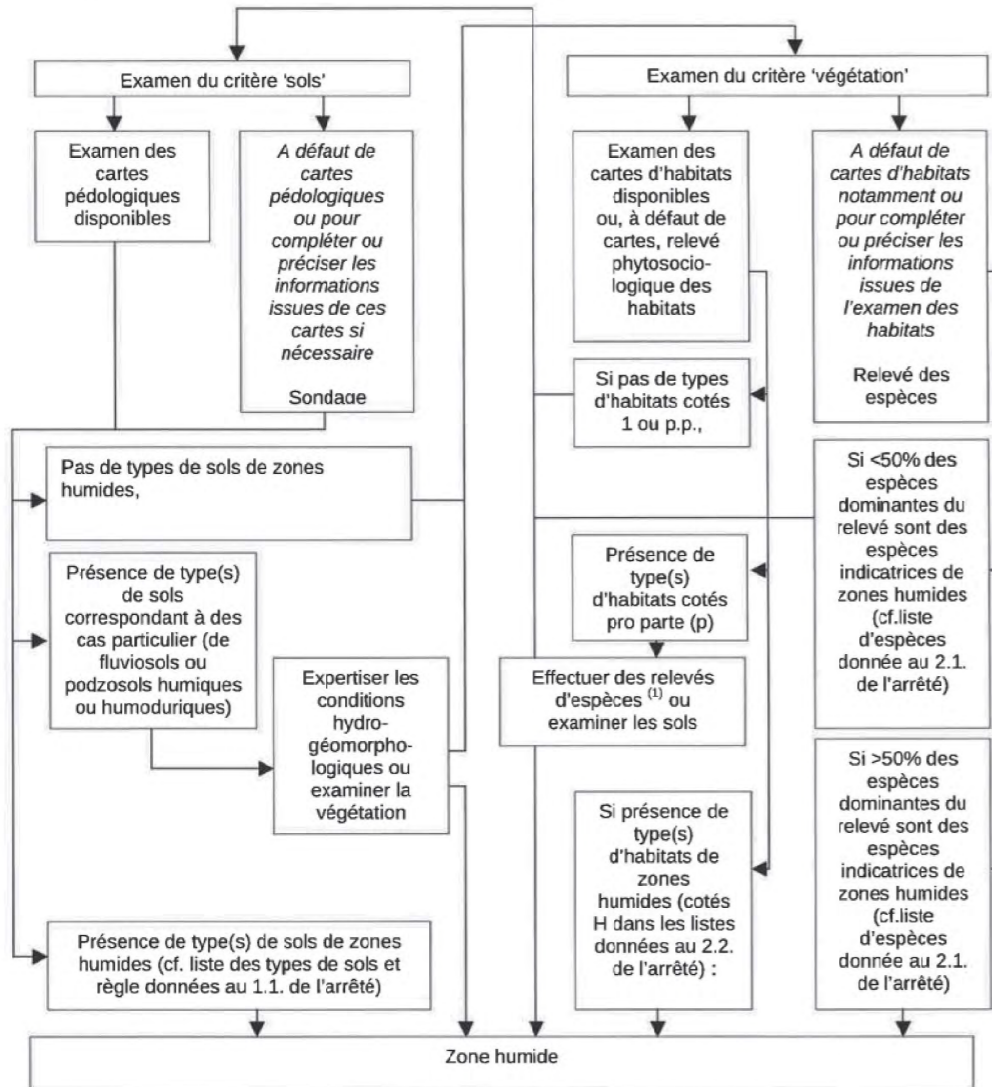 Examen du critère 'sols'
Examen des
cartes
pédologiques
disponibles
A défaut de
cartes
pédologiques
ou pour
compléter ou
préciser les
informations
issues de ces
cartes si
nécessaire
Sondage
Pas de types de sols de zones
humides,
Présence de type(s)
de sols
correspondant à des
cas particulier (de
fluviosols ou
podzosols humiques
ou humoduriques)
Expertiser les
conditions
hydro-
géomorpho-
logiques ou
examiner la
végétation
Présence de type(s) de sols de zones
humides (cf. liste des types de sols et
règle données au 1.1. de l'arrêté)
Examen du critère 'végétation'
Examen des
cartes d'habitats
disponibles
ou, à défaut de
cartes, relevé
phytosocio-
logique des
habitats
A défaut de
cartes d'habitats
notamment ou
pour compléter
ou préciser les
informations
issues de
l'examen des
habitats
Relevé des
espèces
Si pas de types
d'habitats cotés
1 ou p.p.,
Présence de
type(s)
d'habitats cotés
pro parte (p)
Effectuer des relevés
d'espèces (1) ou
examiner les sols
Si présence de
type(s)
d'habitats de
zones
humides (cotés
H dans les listes
données au 2.2.
de l'arrêté) :
Si <50% des
espèces
dominantes du
relevé sont des
espèces
indicatrices de
zones humides
(cf.liste
d'espèces
donnée au 2.1.
de l'arrêté)
Si >50% des
espèces
dominantes du
relevé sont des
espèces
indicatrices de
zones humides
(cf.liste
d'espèces
donnée au 2.1.
de l'arrêté)
Zone humide